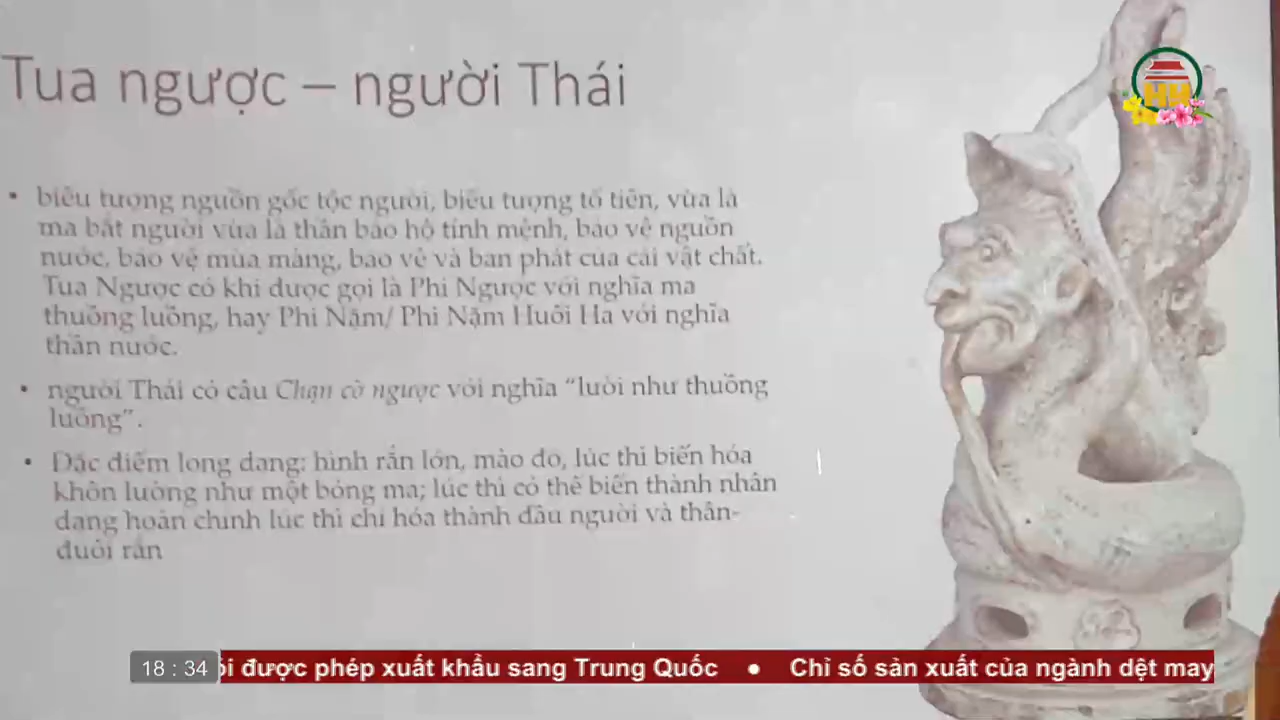 Tua ngược – người Thái
• biểu tượng nguồn gốc tộc người, biểu tượng tổ tiên, vừa là
ma bắt người vừa là thần bảo hộ tính mệnh, bảo vệ nguồn
nước, bảo vệ mùa màng, bảo vệ và ban phát của cải vật chất.
Tua Ngược có khi được gọi là Phi Ngược với nghĩa ma
thuồng luồng, hay Phi Nặm/ Phi Nặm Huổi Hà với nghĩa
thần nước.
• người Thái có câu Chạn cờ ngược với nghĩa “lười như thuồng
luồng”.
• Đặc điểm long dạng: hình rắn lớn, mào đỏ, lúc thì biến hóa
khôn lường như một bóng ma; lúc thì có thể biến thành nhân
dạng hoàn chỉnh lúc thì chỉ hóa thành đầu người và thân-
đuôi rắn
HY
18 : 34
được phép xuất khẩu sang Trung Quốc ● Chỉ số sản xuất của ngành dệt may